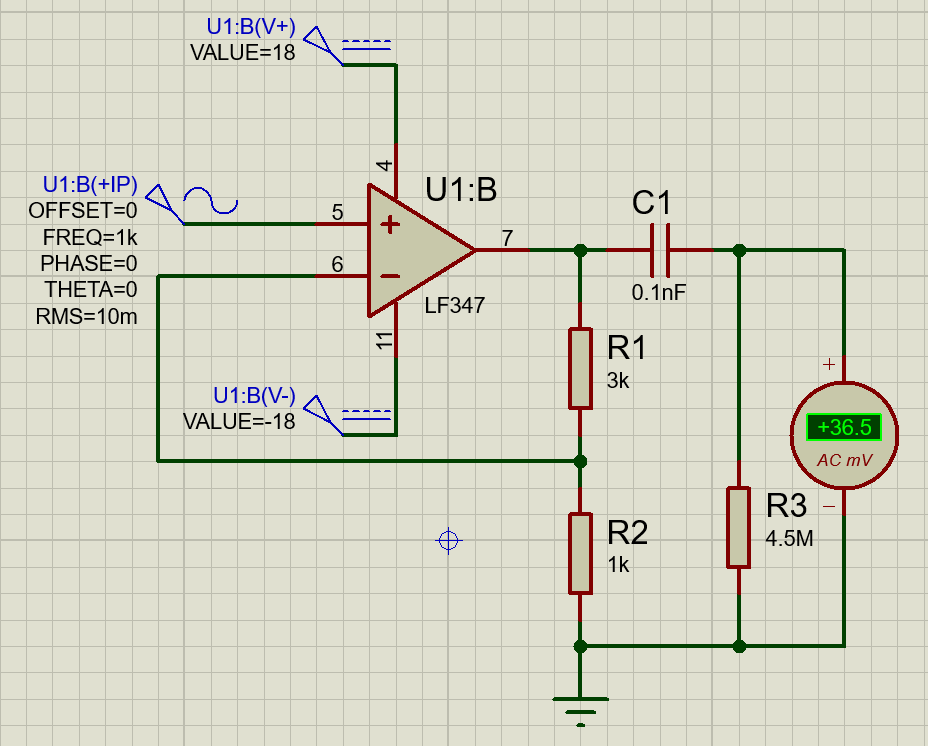 U1:B(V+)
VALUE=18
4
U1:B(+IP)
OFFSET=0
FREQ=1k
PHASE=0
THETA=0
RMS=10m
5
+
6
−
U1:B
7
LF347
11
C1
0.1nF
R1
3k
U1:B(V-)
VALUE=-18
+
+36.5
AC mV
−
R2
1k
R3
4.5M